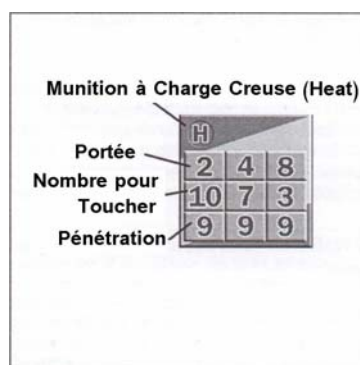 Munition à Charge Creuse (Heat)
H
Portée
2 4 8
Nombre pour
Toucher
10 7 3
Pénétration
9 9 9